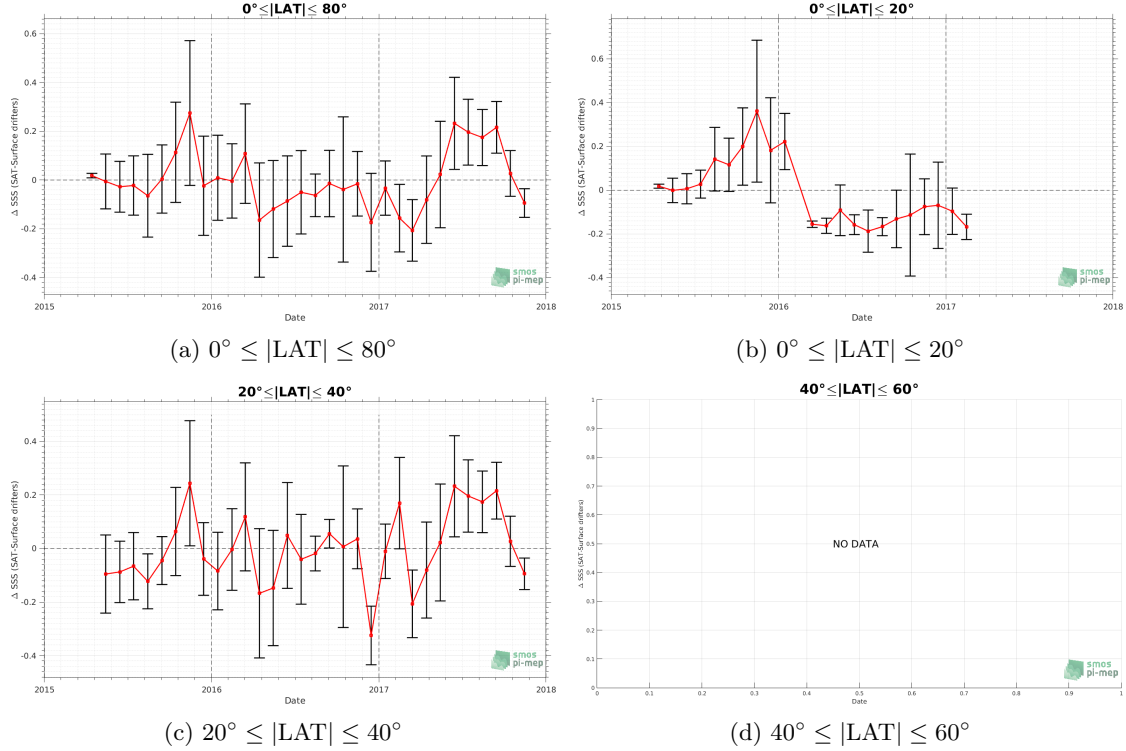 0°≤|LAT|≤ 80°
Δ SSS (SAT-Surface drifters)
0.6
0.4
0.2
0
-0.2
-0.4
2015
2016
2017
2018
Date
smos
pi-mep
(a) 0° ≤ |LAT| ≤ 80°
0°≤|LAT|≤ 20°
Δ SSS (SAT-Surface drifters)
0.6
0.4
0.2
0
-0.2
-0.4
2015
2016
2017
2018
Date
smos
pi-mep
(b) 0° ≤ |LAT| ≤ 20°
20°≤|LAT|≤ 40°
Δ SSS (SAT-Surface drifters)
0.4
0.2
0
-0.2
-0.4
2015
2016
2017
2018
Date
smos
pi-mep
(c) 20° ≤ |LAT| ≤ 40°
40°≤|LAT|≤ 60°
Δ SSS (SAT-Surface drifters)
1
0.9
0.8
0.7
0.6
0.5
0.4
0.3
0.2
0.1
0
NO DATA
0
0.1
0.2
0.3
0.4
0.5
0.6
0.7
0.8
0.9
1
Date
smos
pi-mep
(d) 40° ≤ |LAT| ≤ 60°